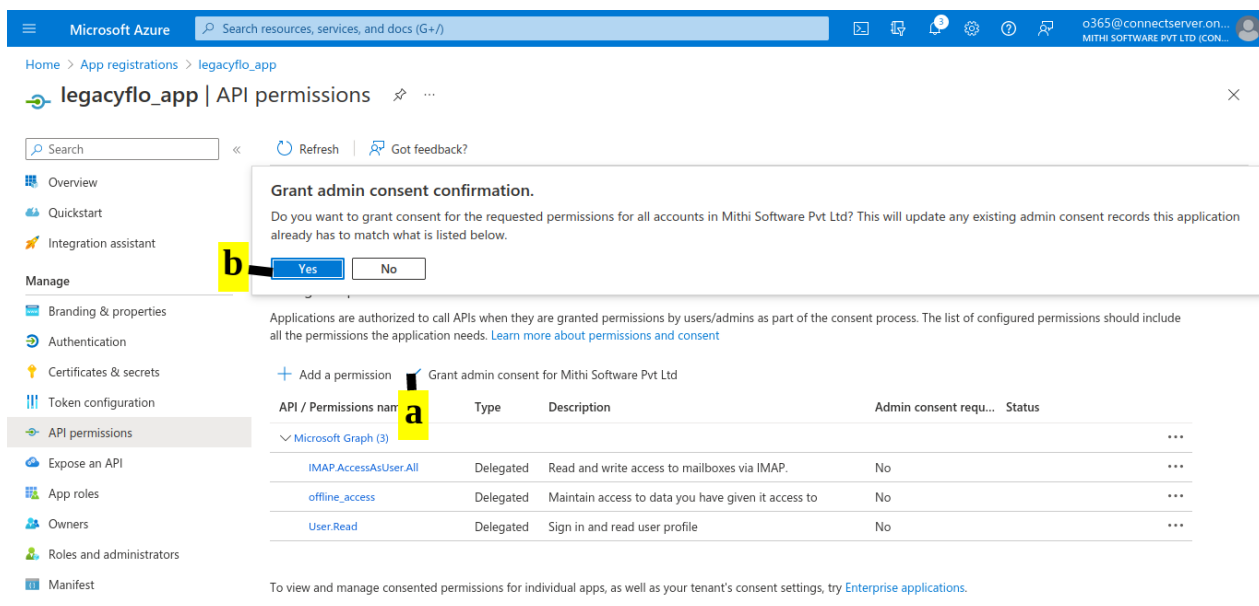 Microsoft Azure
Search resources, services, and docs (G+/)
3
o365@connectserver.on...
MITHI SOFTWARE PVT LTD (CON...
Home > App registrations > legacyflo_app
legacyflo_app | API permissions
Search
Refresh
Got feedback?
Overview
Quickstart
Integration assistant
Manage
Branding & properties
Authentication
Certificates & secrets
Token configuration
API permissions
Expose an API
App roles
Owners
Roles and administrators
Manifest
Grant admin consent confirmation.
Do you want to grant consent for the requested permissions for all accounts in Mithi Software Pvt Ltd? This will update any existing admin consent records this application
already has to match what is listed below.
b
Yes
No
Applications are authorized to call APIs when they are granted permissions by users/admins as part of the consent process. The list of configured permissions should include
all the permissions the application needs. Learn more about permissions and consent
Add a permission
Grant admin consent for Mithi Software Pvt Ltd
a
API / Permissions Type Description Admin consent requ... Status
Microsoft Graph (3)
IMAP.AccessAsUser.All Delegated Read and write access to mailboxes via IMAP. No
offline_access Delegated Maintain access to data you have given it access to No
User.Read Delegated Sign in and read user profile No
To view and manage consented permissions for individual apps, as well as your tenant's consent settings, try Enterprise applications.